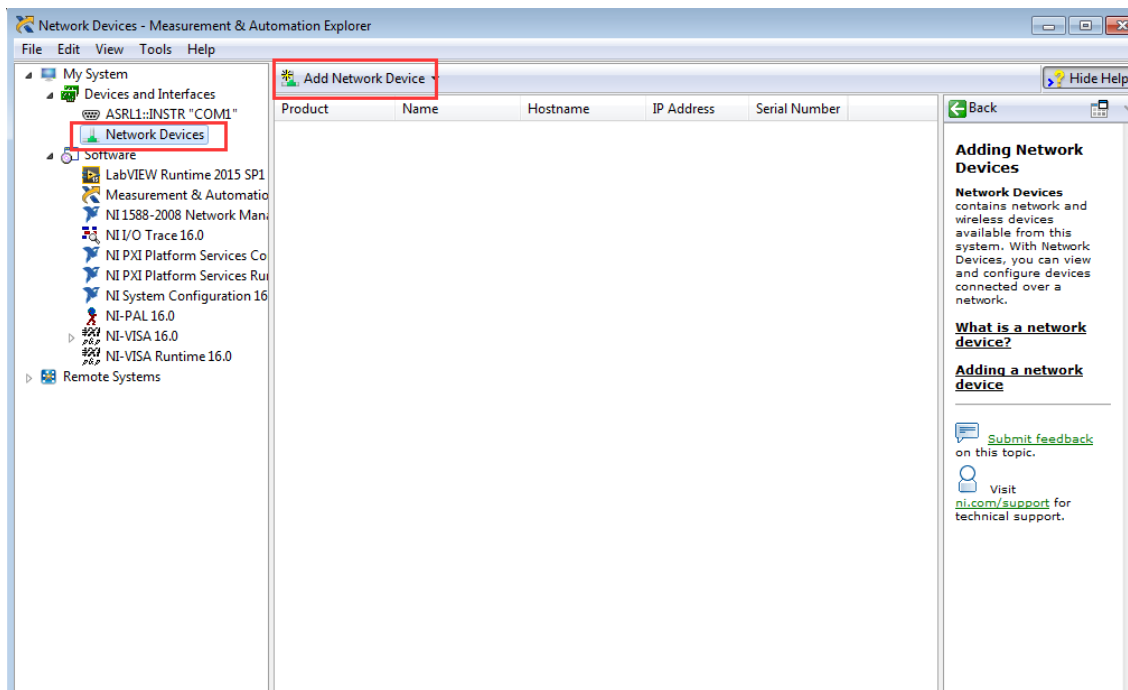 Network Devices - Measurement & Automation Explorer
File Edit View Tools Help
My System
Devices and Interfaces
ASRL1::INSTR "COM1"
Network Devices
Software
LabVIEW Runtime 2015 SP1
Measurement & Automatio
NI 1588-2008 Network Mana
NI I/O Trace 16.0
NI PXI Platform Services Co
NI PXI Platform Services Ru
NI System Configuration 16
NI-PAL 16.0
NI-VISA 16.0
NI-VISA Runtime 16.0
Remote Systems
Add Network Device
Product Name Hostname IP Address Serial Number
Hide Help
Back
Adding Network
Devices
Network Devices
contains network and
wireless devices
available from this
system. With Network
Devices, you can view
and configure devices
connected over a
network.
What is a network
device?
Adding a network
device
Submit feedback
on this topic.
Visit
ni.com/support for
technical support.